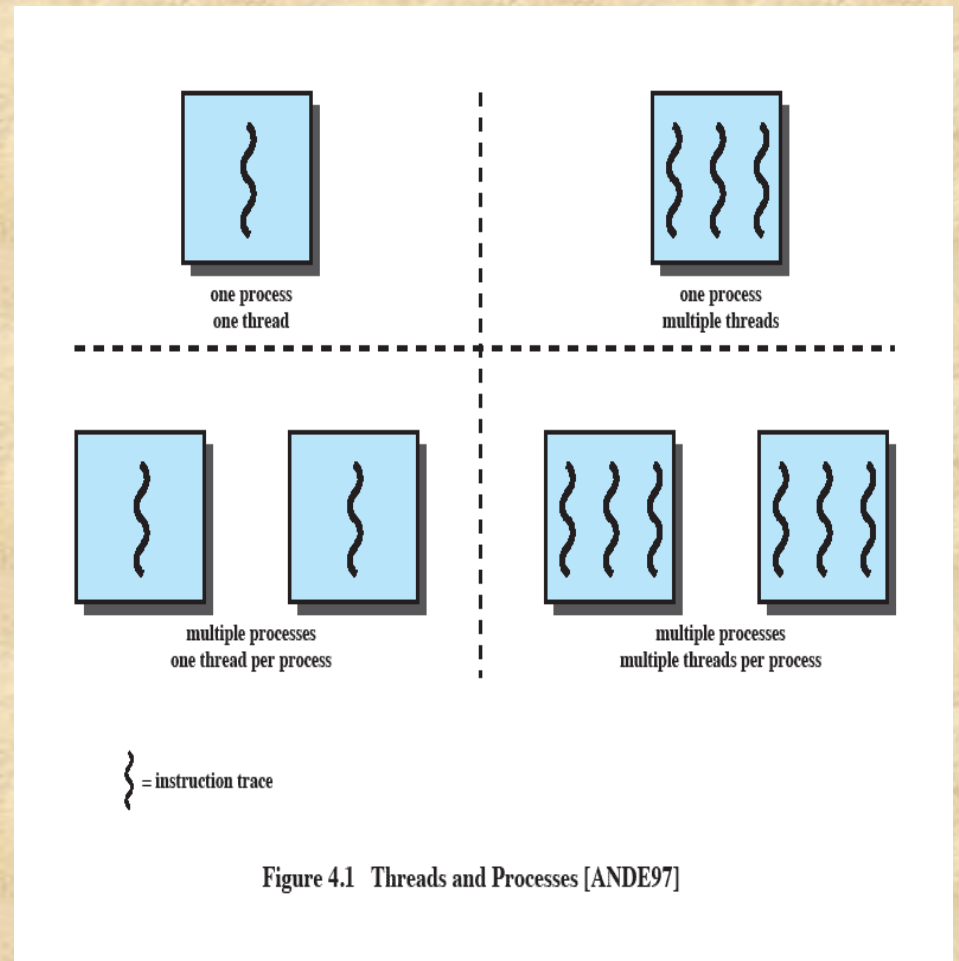 one process
one thread
one process
multiple threads
multiple processes
one thread per process
multiple processes
multiple threads per process
= instruction trace
Figure 4.1 Threads and Processes [ANDE97]